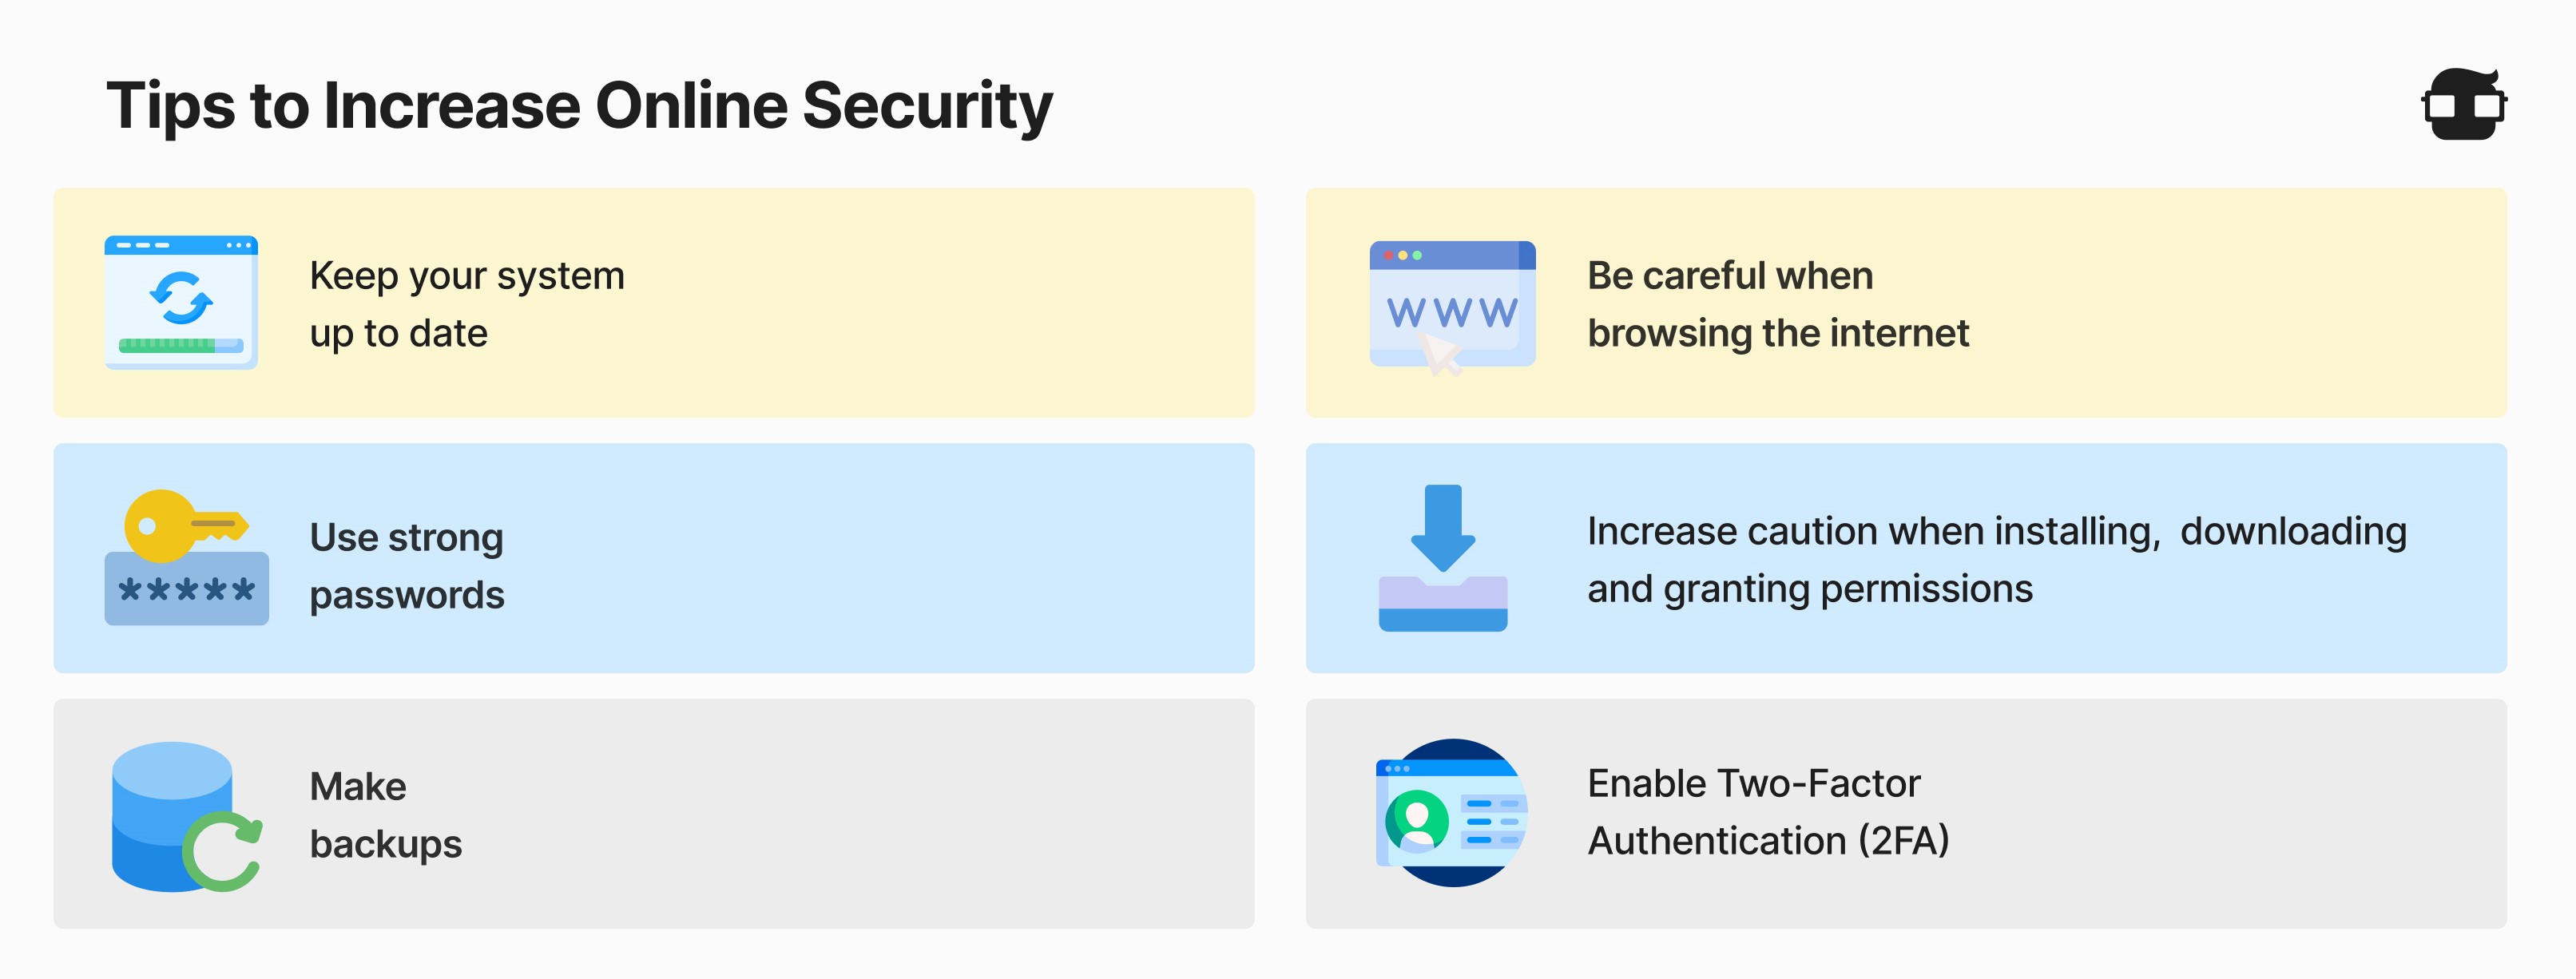 Tips to Increase Online Security
Keep your system
up to date
WWW
Be careful when
browsing the internet
*****
Use strong
passwords
Increase caution when installing,  downloading
and granting permissions
Make
backups
Enable Two-Factor
Authentication (2FA)